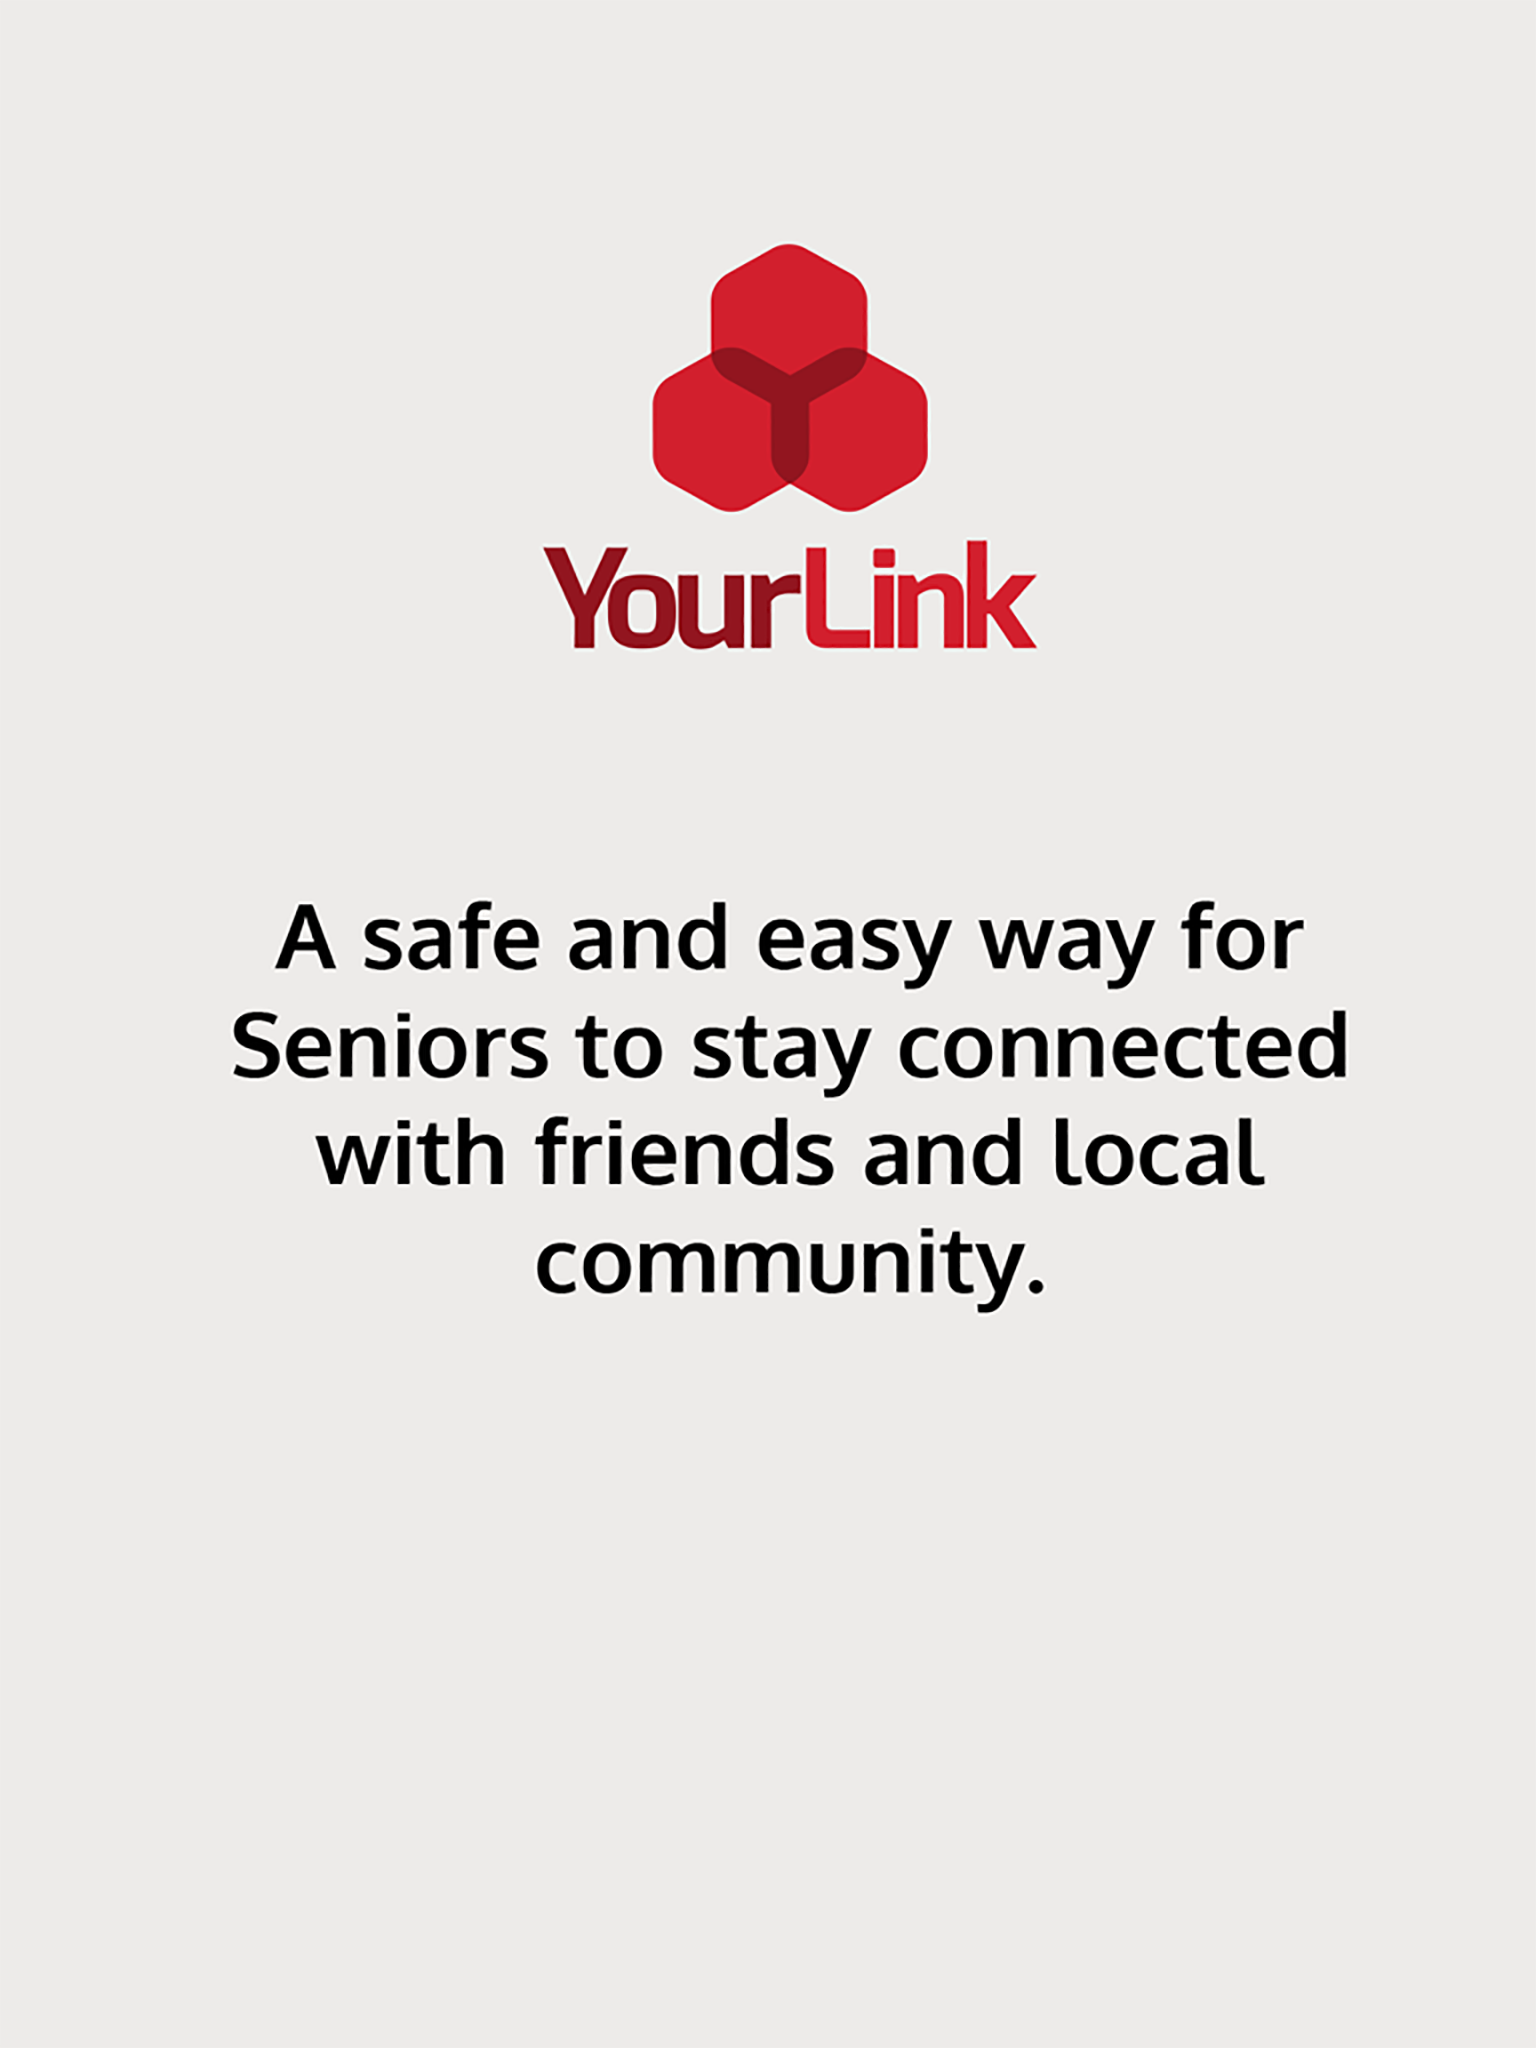 YourLink
A safe and easy way for
Seniors to stay connected
with friends and local
community.